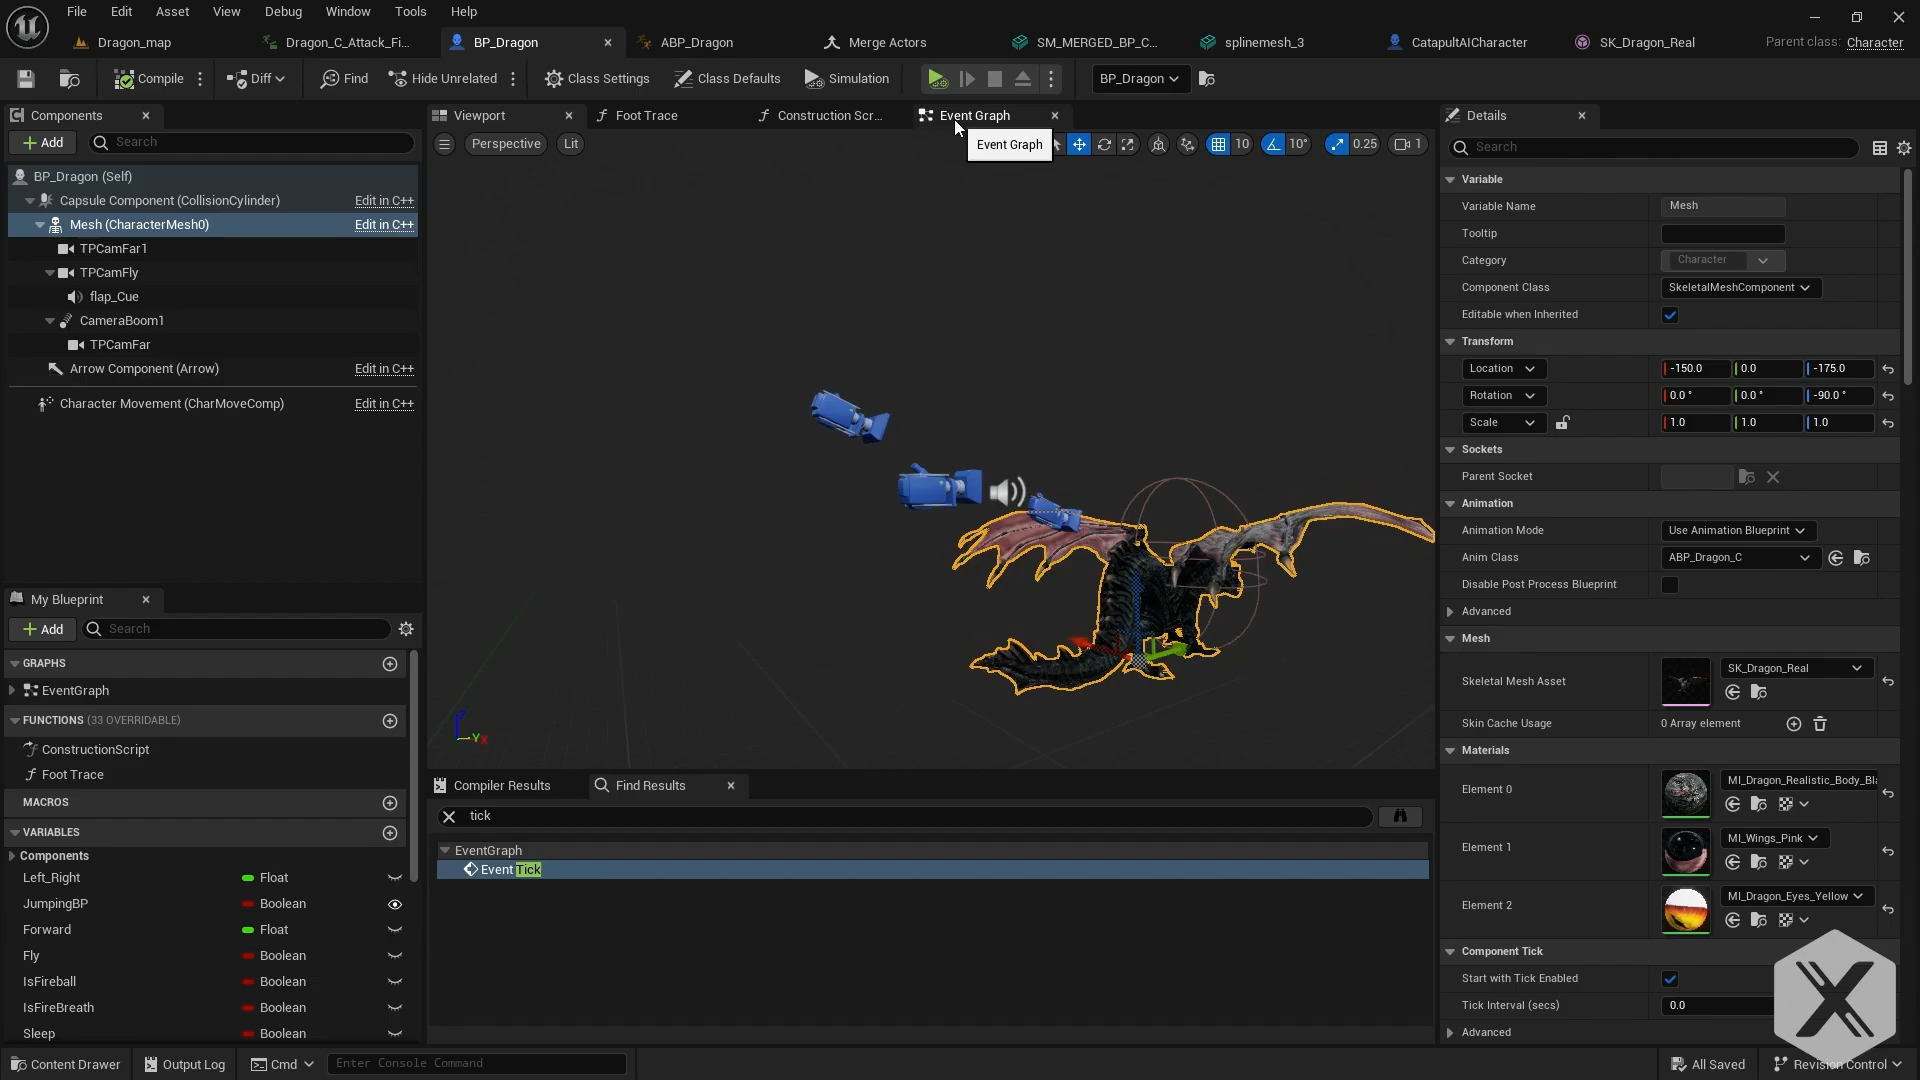 File Edit Asset View Debug Window Tools Help
Dragon_map Dragon_C_Attack_Fi... BP_Dragon ABP_Dragon Merge Actors SM_MERGED_BP_C... splinemesh_3 CatapultAICharacter SK_Dragon_Real Parent class: Character
Compile Diff Find Hide Unrelated Class Settings Class Defaults Simulation BP_Dragon
Components
Add Search
BP_Dragon (Self)
Capsule Component (CollisionCylinder) Edit in C++
Mesh (CharacterMesh0) Edit in C++
TPCamFar1
TPCamFly
flap_Cue
CameraBoom1
TPCamFar
Arrow Component (Arrow) Edit in C++
Character Movement (CharMoveComp) Edit in C++
My Blueprint
Add Search
GRAPHS
EventGraph
FUNCTIONS (33 OVERRIDABLE)
ConstructionScript
Foot Trace
MACROS
VARIABLES
Components
Left_Right Float
JumpingBP Boolean
Forward Float
Fly Boolean
IsFireball Boolean
IsFireBreath Boolean
Sleep Boolean
Viewport Foot Trace Construction Scr... Event Graph
Perspective Lit 10 10° 0.25 1
Event Graph
Z
Y X
Compiler Results Find Results
tick
EventGraph
Event Tick
Details
Search
Variable
Variable Name Mesh
Tooltip
Category Character
Component Class SkeletalMeshComponent
Editable when Inherited
Transform
Location -150.0 0.0 -175.0
Rotation 0.0 ° 0.0 ° -90.0 °
Scale 1.0 1.0 1.0
Sockets
Parent Socket
Animation
Animation Mode Use Animation Blueprint
Anim Class ABP_Dragon_C
Disable Post Process Blueprint
Advanced
Mesh
Skeletal Mesh Asset SK_Dragon_Real
Skin Cache Usage 0 Array element
Materials
Element 0 MI_Dragon_Realistic_Body_Bla
Element 1 MI_Wings_Pink
Element 2 MI_Dragon_Eyes_Yellow
Component Tick
Start with Tick Enabled
Tick Interval (secs) 0.0
Advanced
Content Drawer Output Log Cmd Enter Console Command All Saved Revision Control